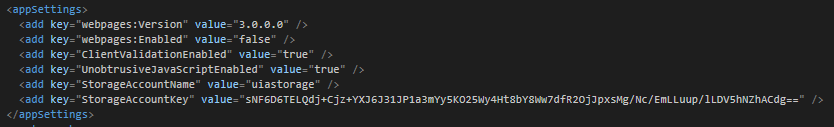 <appSettings>
<add key="webpages:Version" value="3.0.0.0" />
<add key="webpages:Enabled" value="false" />
<add key="ClientValidationEnabled" value="true" />
<add key="UnobtrusiveJavaScriptEnabled" value="true" />
<add key="StorageAccountName" value="uiastorage" />
<add key="StorageAccountKey" value="sNF6D6TELQdj+Cjz+YXJ6J31JP1a3mYy5KO25Wy4Ht8bY8Ww7dfR2OjJpxsMg/Nc/EmLLuup/lLDV5hNZhACdg==" />
</appSettings>